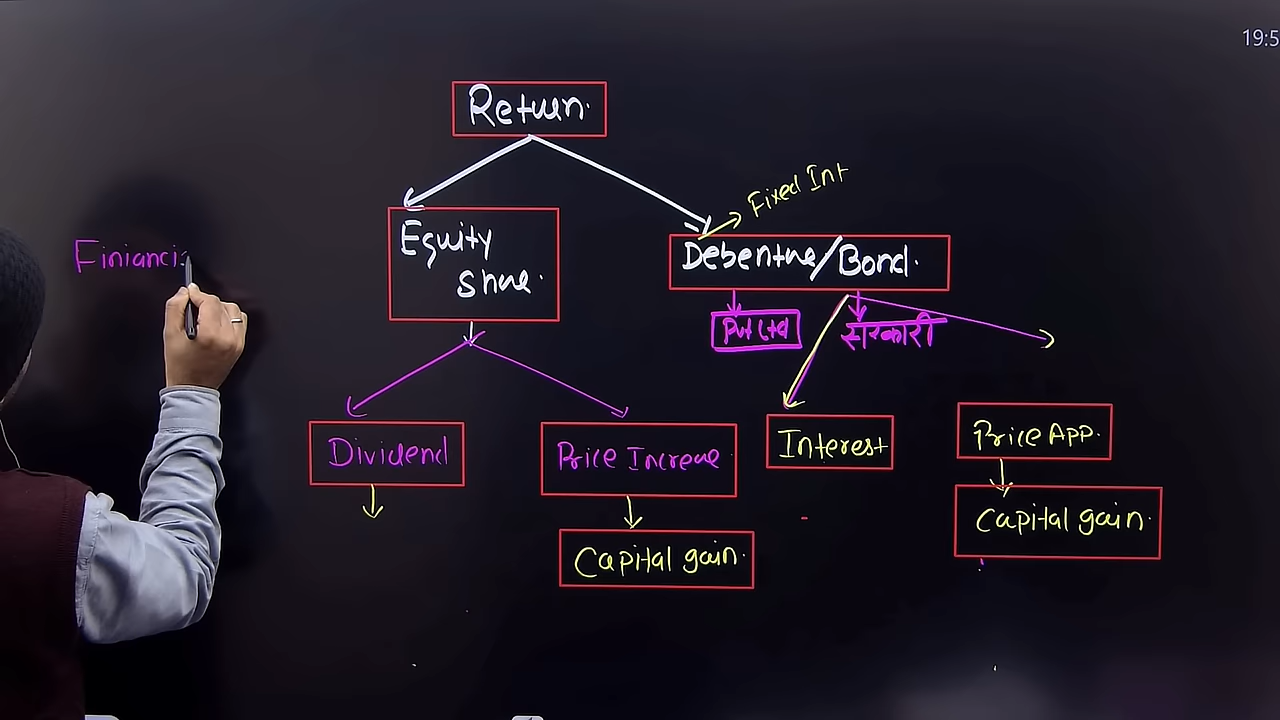 19:5
Return.
Fixed Int
Equity
Share.
Debenture/Bond.
Finianci
Pvt Ltd
सरकारी
Dividend
Price Increase
Interest
Price App.
Capital gain.
Capital gain.